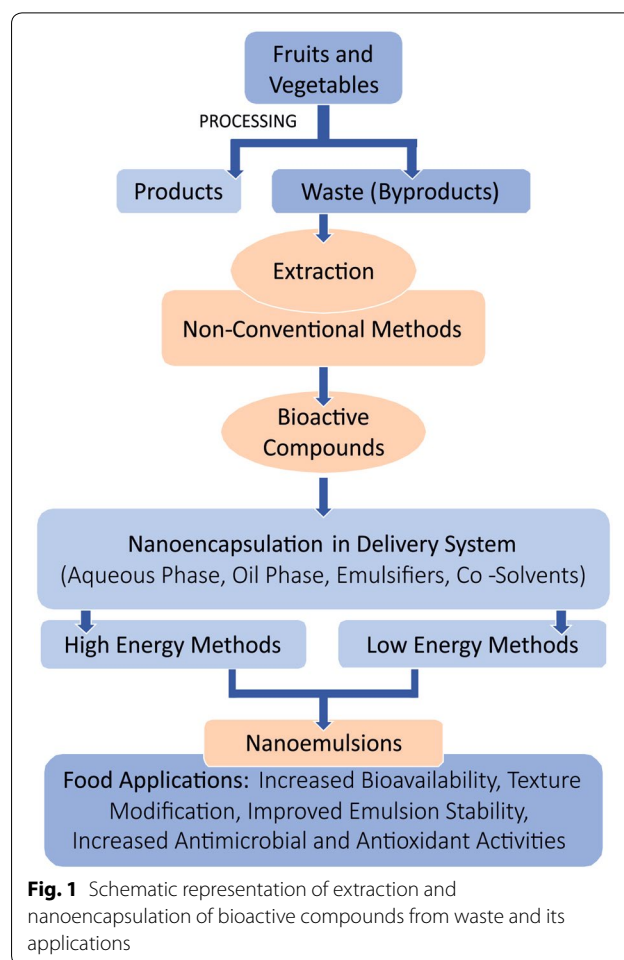 Fruits and
Vegetables
PROCESSING
Products
Waste (Byproducts)
Extraction
Non-Conventional Methods
Bioactive
Compounds
Nanoencapsulation in Delivery System
(Aqueous Phase, Oil Phase, Emulsifiers, Co -Solvents)
High Energy Methods
Low Energy Methods
Nanoemulsions
Food Applications: Increased Bioavailability, Texture
Modification, Improved Emulsion Stability,
Increased Antimicrobial and Antioxidant Activities
Fig. 1 Schematic representation of extraction and
nanoencapsulation of bioactive compounds from waste and its
applications